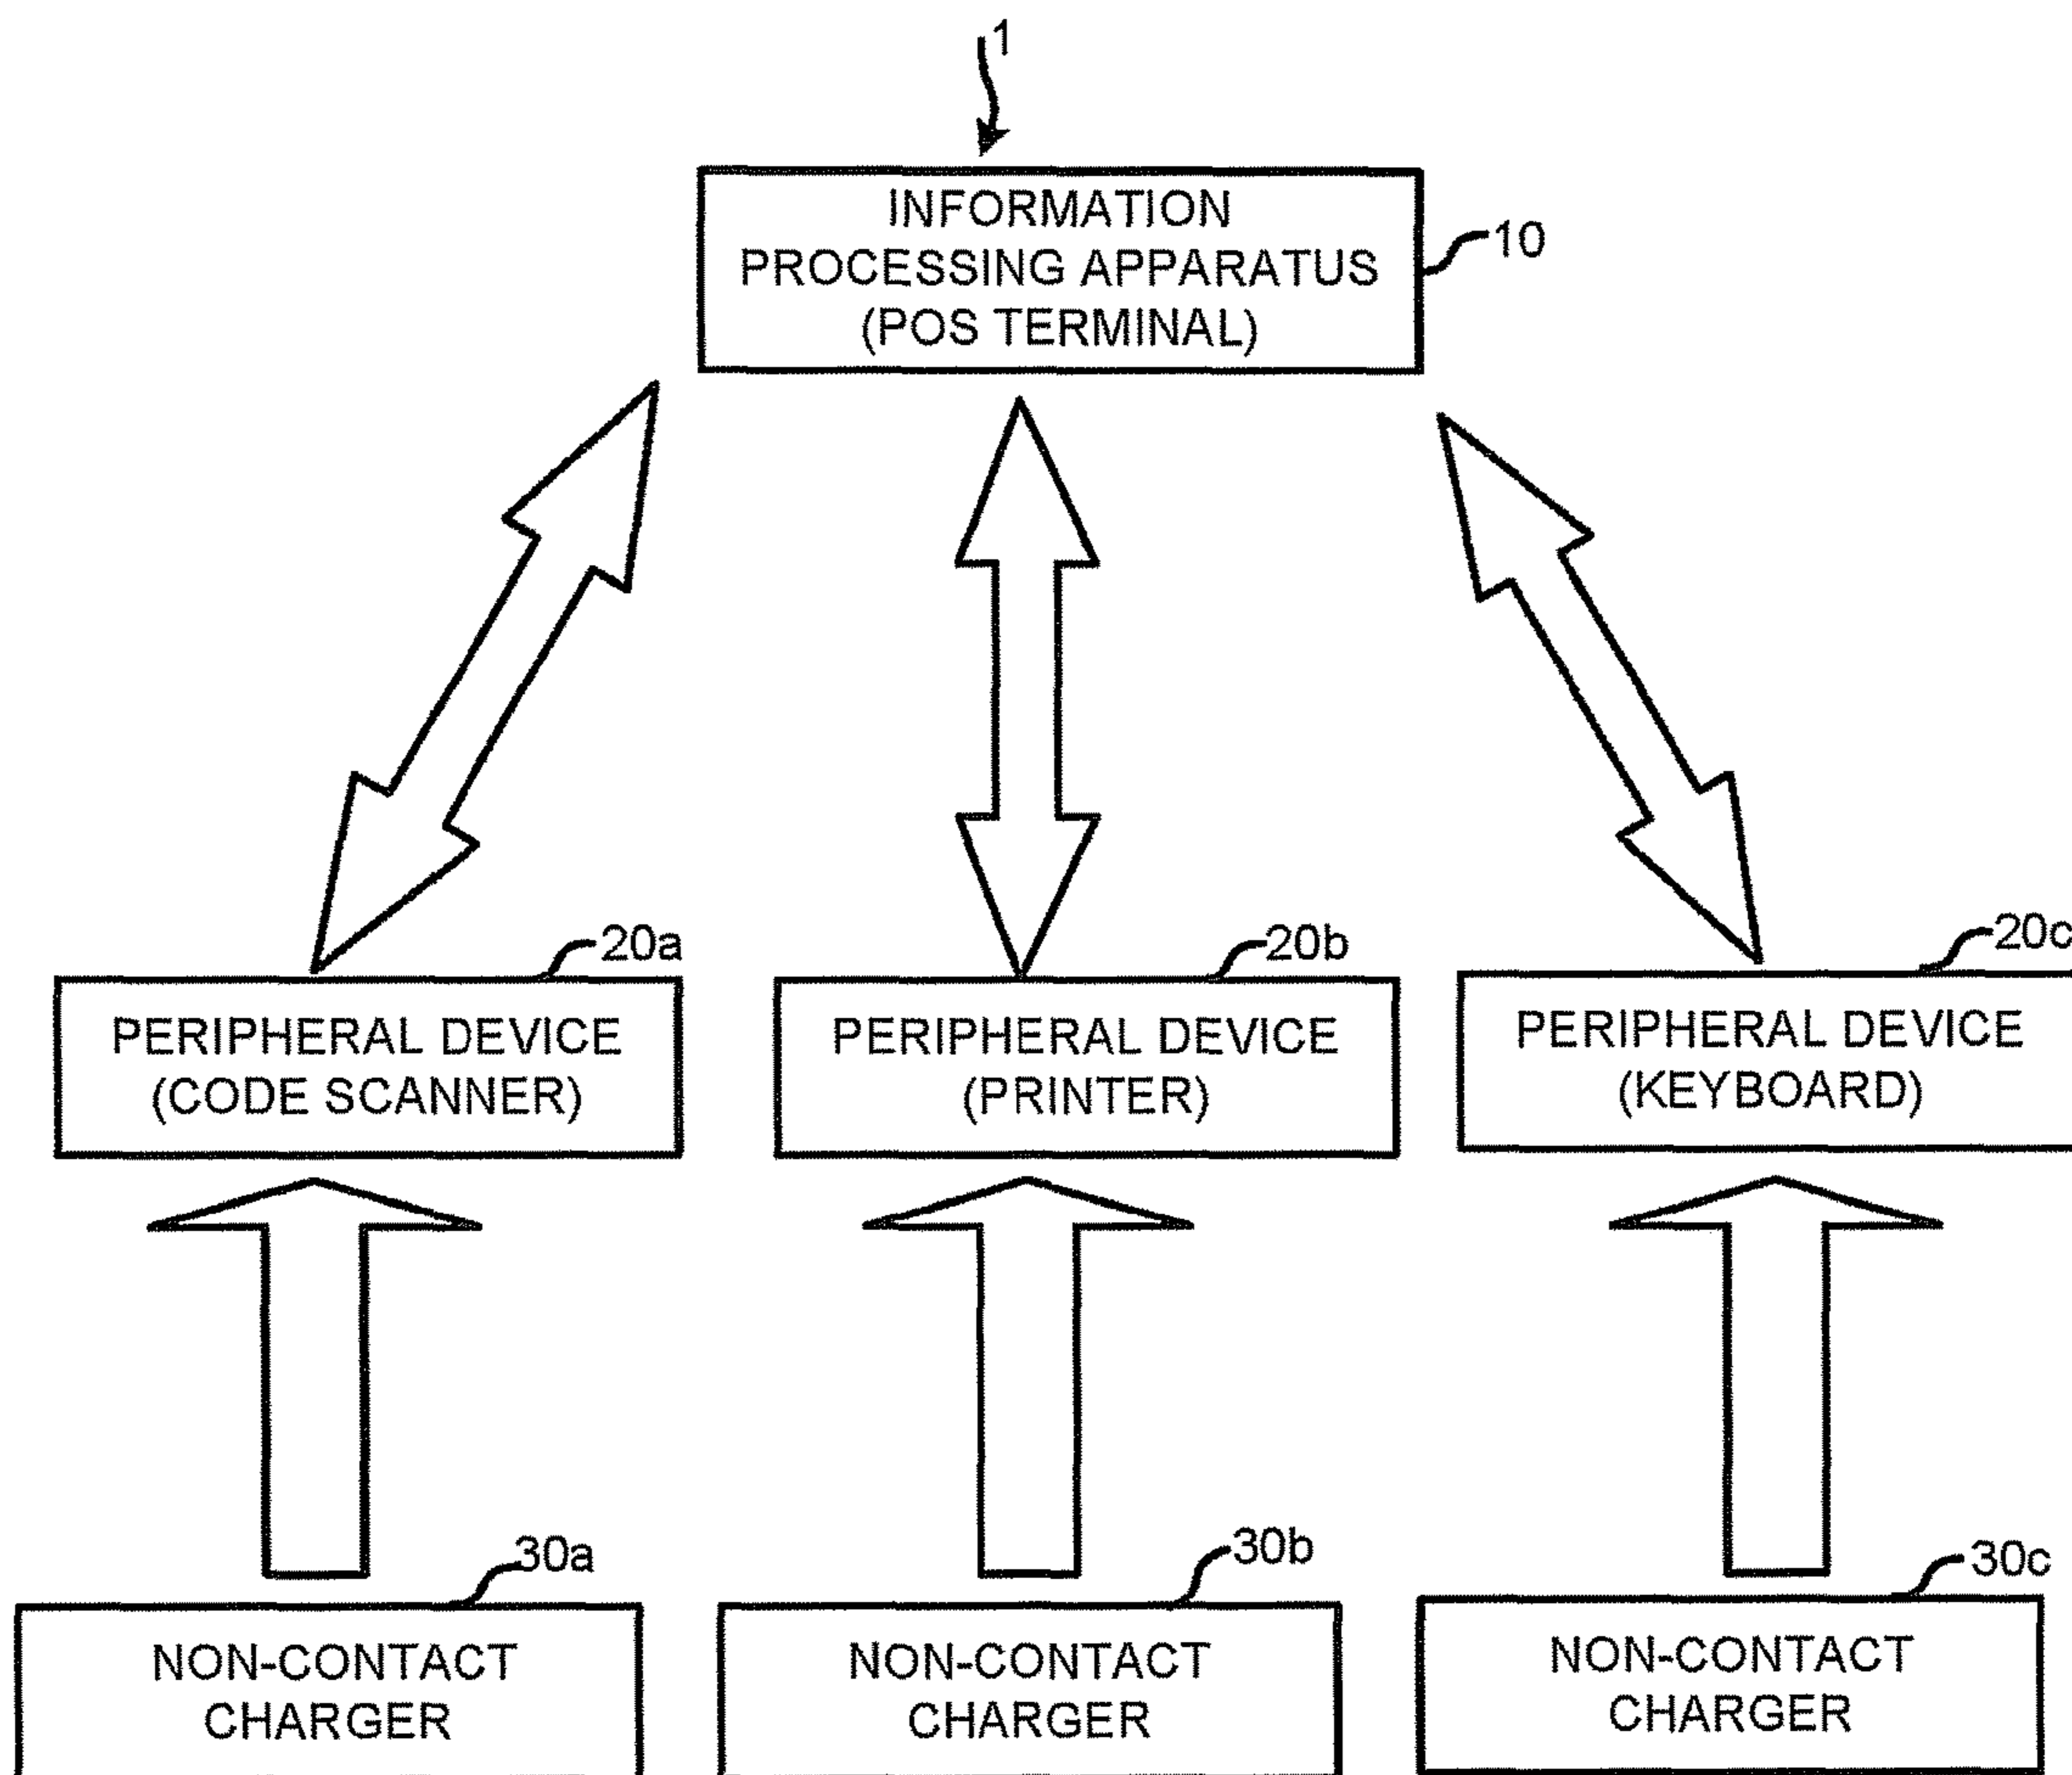 1
INFORMATION
PROCESSING APPARATUS
(POS TERMINAL)
10
20a
20b
20c
PERIPHERAL DEVICE
(CODE SCANNER)
PERIPHERAL DEVICE
(PRINTER)
PERIPHERAL DEVICE
(KEYBOARD)
30a
30b
30c
NON-CONTACT
CHARGER
NON-CONTACT
CHARGER
NON-CONTACT
CHARGER